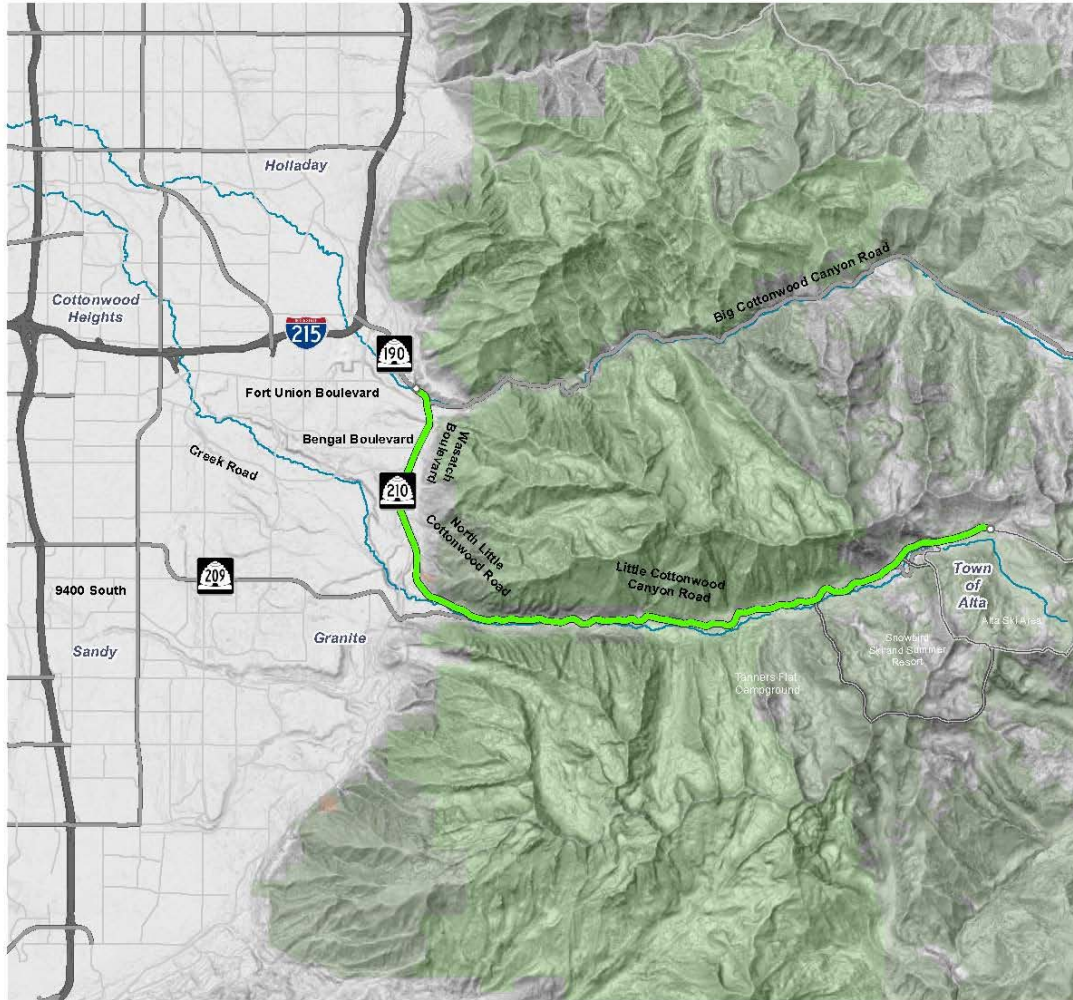 Holladay
Big Cottonwood Canyon Road
Cottonwood
Heights
INTERSTATE
215
190
Fort Union Boulevard
Bengal Boulevard
Wasatch
Boulevard
Creek Road
210
North Little
Cottonwood Road
209
9400 South
Little Cottonwood
Canyon Road
Town
of
Alta
Alta Ski Area
Sandy
Granite
Snowbird
Ski and Summer
Resort
Tanners Flat
Campground